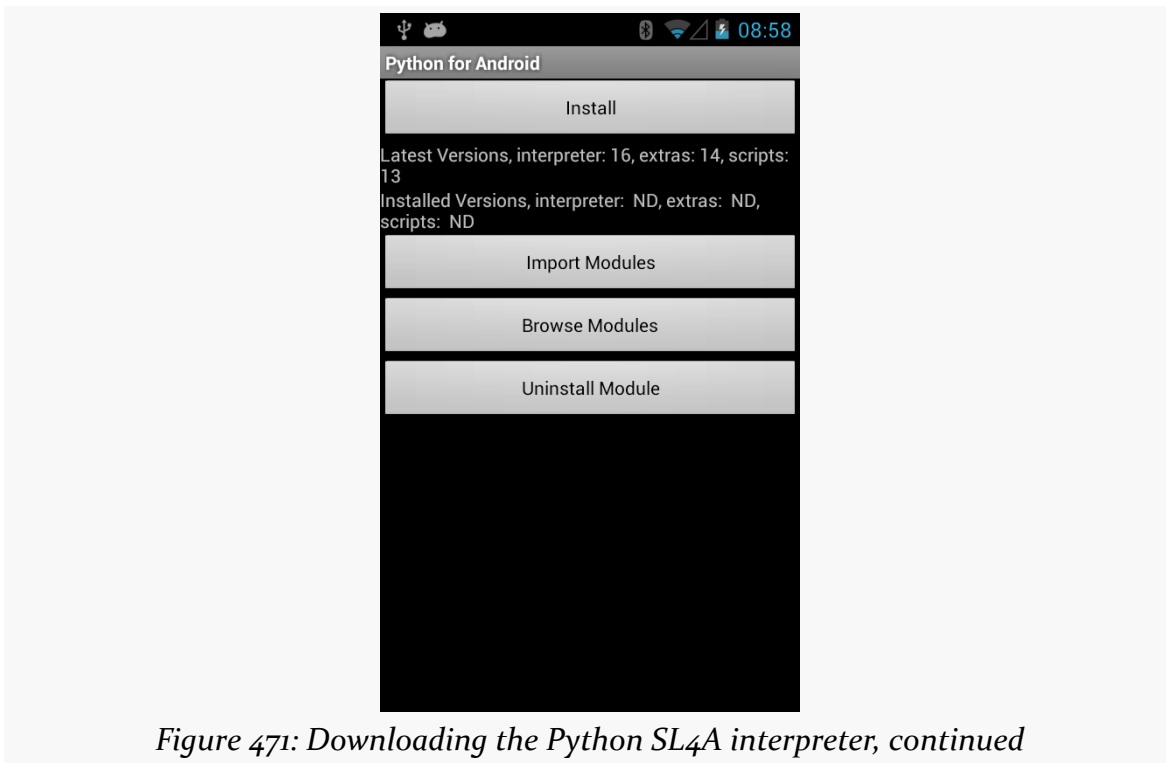 08:58
Python for Android
Install
Latest Versions, interpreter: 16, extras: 14, scripts:
13
Installed Versions, interpreter:  ND, extras:  ND,
scripts:  ND
Import Modules
Browse Modules
Uninstall Module
Figure 471: Downloading the Python SL4A interpreter, continued